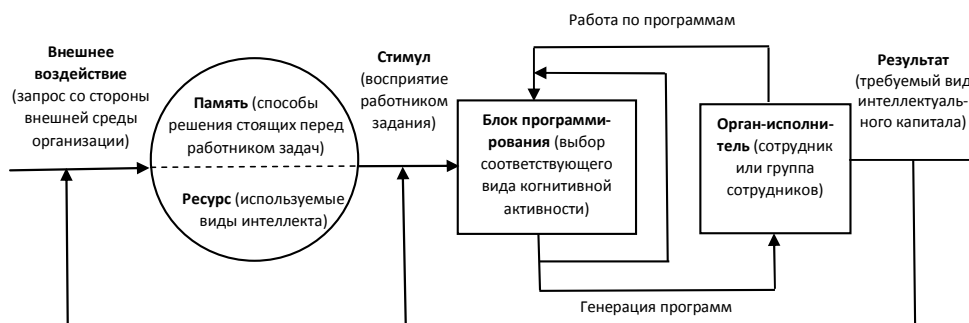 Работа по программам
Внешнее
воздействие
(запрос со стороны
внешней среды
организации)
Память (способы
решения стоящих перед
работником задач)
Ресурс (используемые
виды интеллекта)
Стимул
(восприятие
работником
задания)
Блок программи-
рования (выбор
соответствующего
вида когнитивной
активности)
Орган-исполни-
тель (сотрудник
или группа
сотрудников)
Результат
(требуемый вид
интеллектуаль-
ного капитала)
Генерация программ